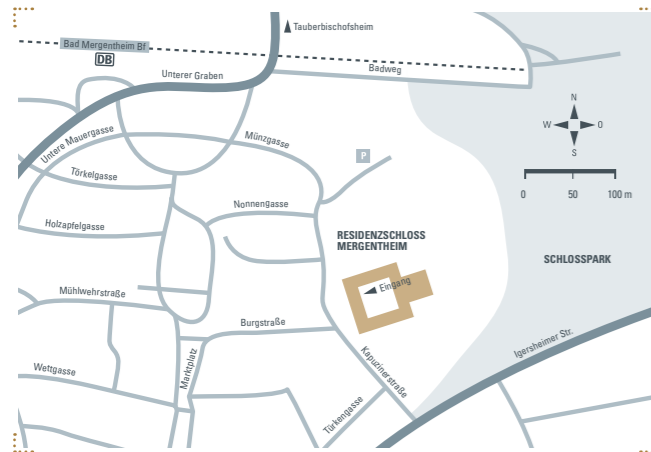 Tauberbischofsheim
Bad Mergentheim Bf
DB
Unterer Graben
Badweg
N
W O
S
Untere Mauergasse
Münzgasse
P
Törkelgasse
0 50 100 m
Nonnengasse
Holzapfelgasse
RESIDENZSCHLOSS
MERGENTHEIM
SCHLOSSPARK
Eingang
Mühlwehrstraße
Burgstraße
Igersheimer Str.
Marktplatz
Kapuzinerstraße
Wettgasse
Türkengasse